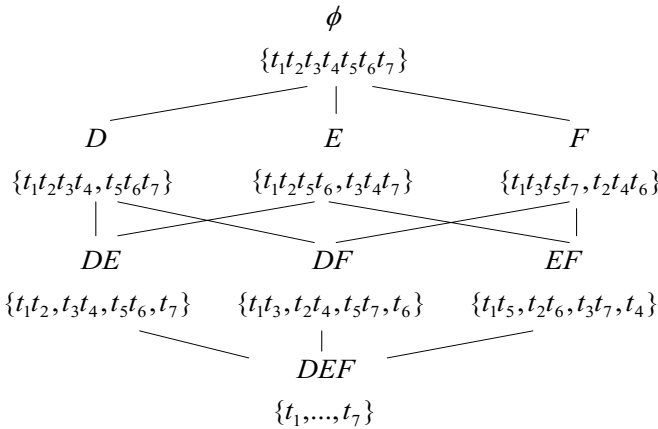 ϕ
{t₁t₂t₃t₄t₅t₆t₇}
D E F
{t₁t₂t₃t₄, t₅t₆t₇} {t₁t₂t₅t₆, t₃t₄t₇} {t₁t₃t₅t₇, t₂t₄t₆}
DE DF EF
{t₁t₂, t₃t₄, t₅t₆, t₇} {t₁t₃, t₂t₄, t₅t₇, t₆} {t₁t₅, t₂t₆, t₃t₇, t₄}
DEF
{t₁,...,t₇}